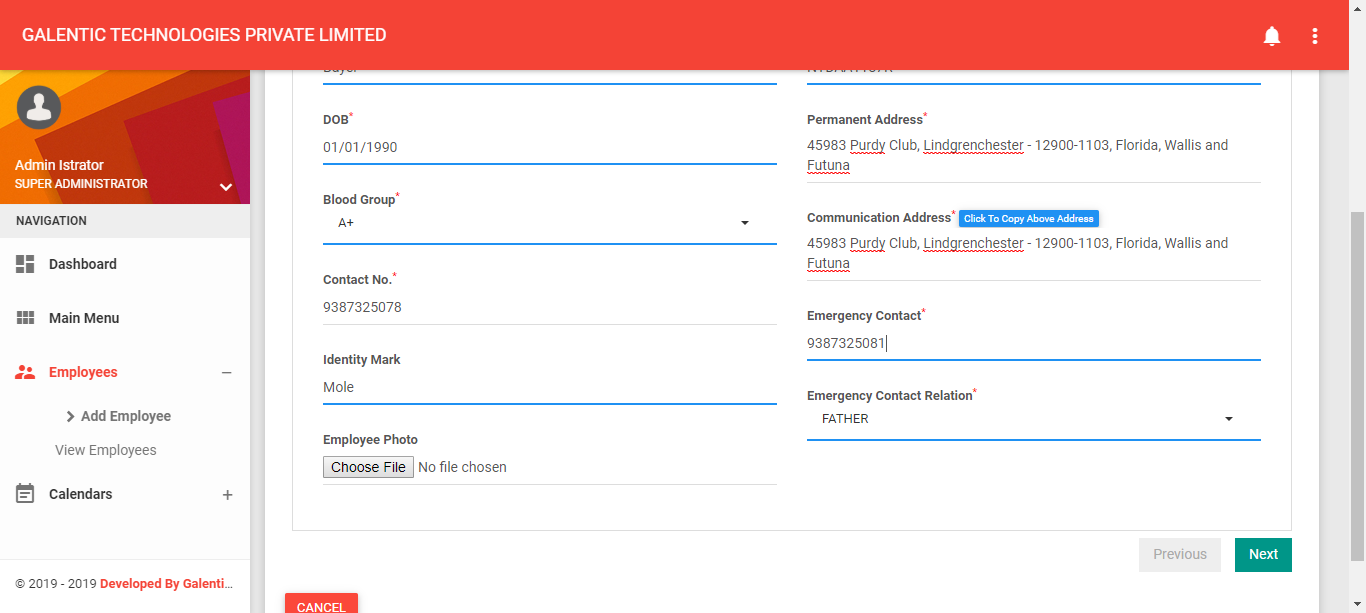 GALENTIC TECHNOLOGIES PRIVATE LIMITED
Admin Istrator
SUPER ADMINISTRATOR
NAVIGATION
Dashboard
Main Menu
Employees
Add Employee
View Employees
Calendars
© 2019 - 2019 Developed By Galenti...
DOB*
01/01/1990
Blood Group*
A+
Contact No.*
9387325078
Identity Mark
Mole
Employee Photo
Choose File No file chosen
Permanent Address*
45983 Purdy Club, Lindgrenchester - 12900-1103, Florida, Wallis and
Futuna
Communication Address* Click To Copy Above Address
45983 Purdy Club, Lindgrenchester - 12900-1103, Florida, Wallis and
Futuna
Emergency Contact*
9387325081
Emergency Contact Relation*
FATHER
Previous Next
CANCEL